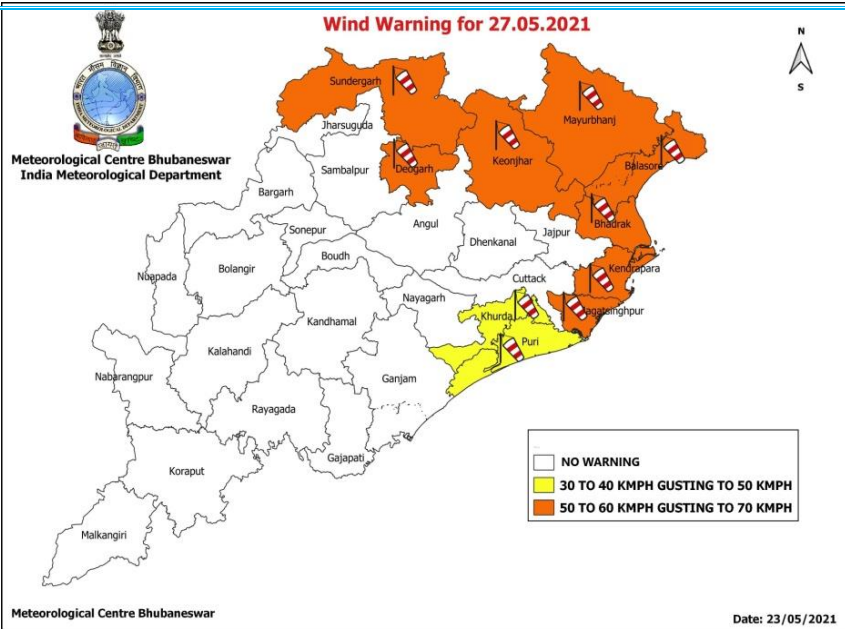 Wind Warning for 27.05.2021
N
S
Meteorological Centre Bhubaneswar
India Meteorological Department
Sundergarh
Mayurbhanj
Jharsuguda
Keonjhar
Balasore
Deogarh
Sambalpur
Bargarh
Bhadrak
Angul
Sonepur
Jajpur
Dhenkanal
Boudh
Kendrapara
Bolangir
Nuapada
Cuttack
Nayagarh
Khurda
agatsinghpur
Kandhamal
Puri
Kalahandi
Nabarangpur
Ganjam
Rayagada
Gajapati
Koraput
Malkangiri
NO WARNING
30 TO 40 KMPH GUSTING TO 50 KMPH
50 TO 60 KMPH GUSTING TO 70 KMPH
Meteorological Centre Bhubaneswar
Date: 23/05/2021